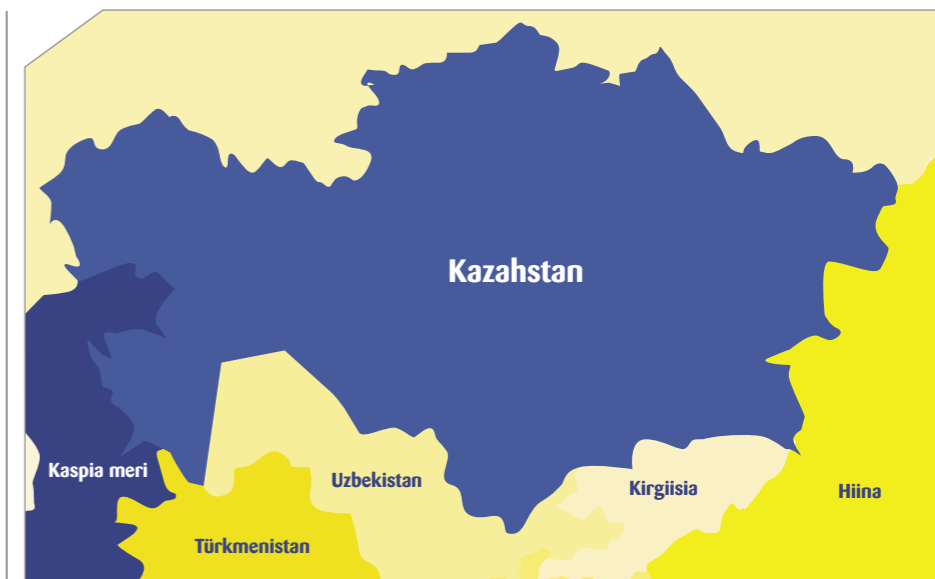 Kazahstan
Kaspia meri
Uzbekistan
Kirgiisia
Hiina
Türkmenistan